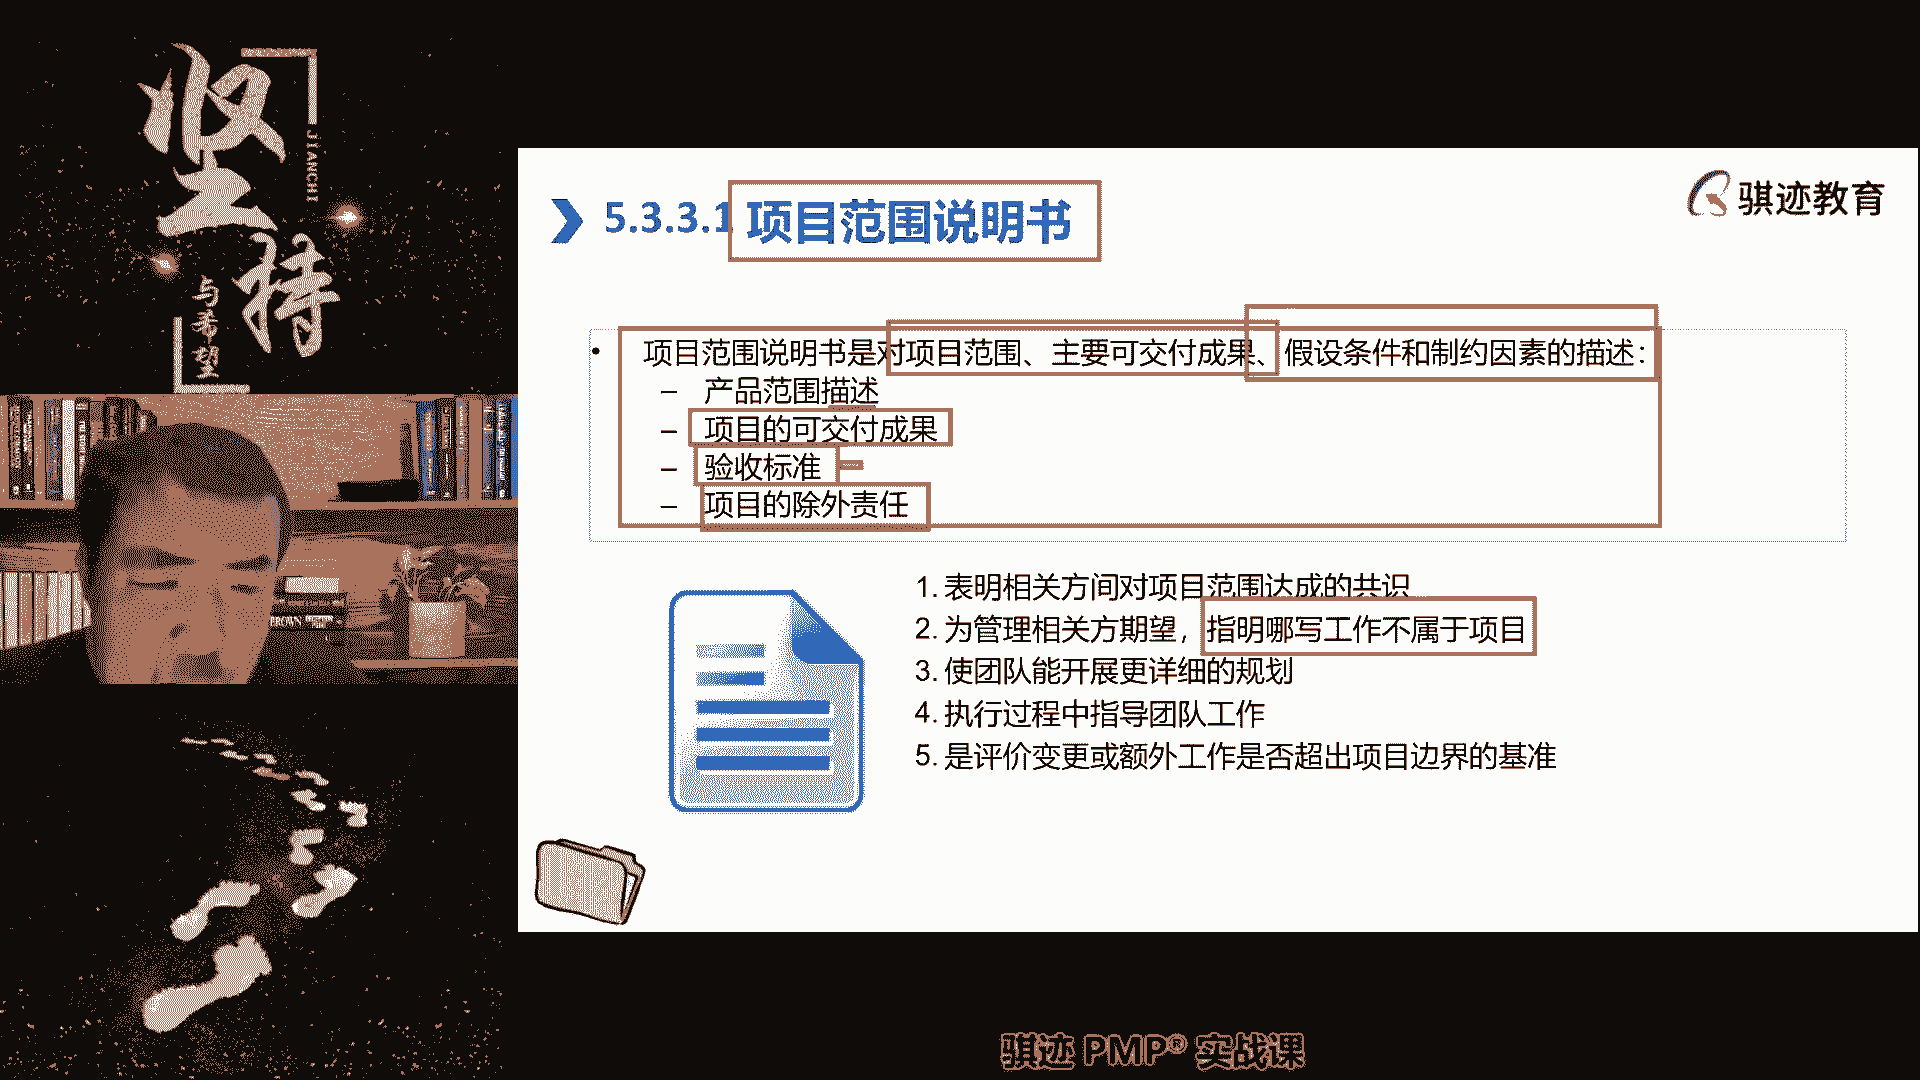 坚持
JIANCHI
与希望
BROWN
5.3.3.1 项目范围说明书
骐迹教育
• 项目范围说明书是对项目范围、主要可交付成果、假设条件和制约因素的描述：
– 产品范围描述
– 项目的可交付成果
– 验收标准
– 项目的除外责任
1. 表明相关方间对项目范围达成的共识
2. 为管理相关方期望，指明哪写工作不属于项目
3. 使团队能开展更详细的规划
4. 执行过程中指导团队工作
5. 是评价变更或额外工作是否超出项目边界的基准
骐迹 PMP® 实战课